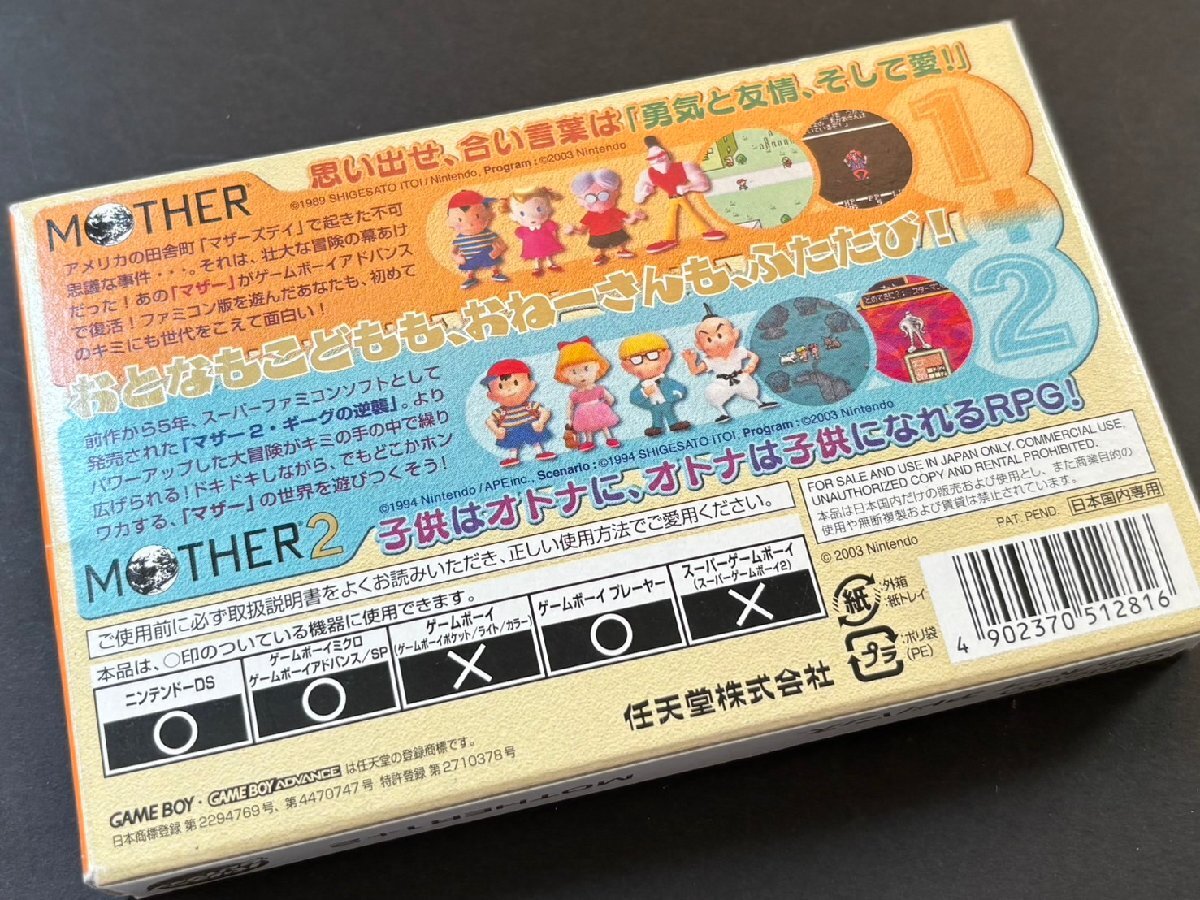 思い出せ、合い言葉は「勇気と友情、そして愛!」
MOTHER
©1989 SHIGESATO ITOI / Nintendo, Program : ©2003 Nintendo
アメリカの田舎町「マザーズデイ」で起きた不可
思議な事件・・・。それは、壮大な冒険の幕あけ
だった!あの「マザー」がゲームボーイアドバンス
で復活!ファミコン版を遊んだあなたも、初めて
のキミにも世代をこえて面白い!
1
おとなもこどもも、おねーさんも、ふたたび!
2
前作から5年、スーパーファミコンソフトとして
発売された「マザー2・ギーグの逆襲」。より
パワーアップした大冒険がキミの手の中で繰り
広げられる!ドキドキしながら、でもどこかホン
ワカする、「マザー」の世界を遊びつくそう!
©1994 Nintendo / APE inc., Scenario : ©1994 SHIGESATO ITOI, Program : ©2003 Nintendo
MOTHER2
子供はオトナに、オトナは子供になれるRPG!
FOR SALE AND USE IN JAPAN ONLY. COMMERCIAL USE,
UNAUTHORIZED COPY AND RENTAL PROHIBITED.
本品は日本国内だけの販売および使用とし、また商業目的の
使用や無断複製および賃貸は禁止されています。
PAT. PEND. 日本国内専用
© 2003 Nintendo
ご使用前に必ず取扱説明書をよくお読みいただき、正しい使用方法でご愛用ください。
本品は、○印のついている機器に使用できます。
ニンテンドーDS
○
ゲームボーイミクロ
ゲームボーイアドバンス/SP
○
ゲームボーイ
(ゲームボーイポケット/ライト/カラー)
×
ゲームボーイ プレーヤー
○
スーパーゲームボーイ
(スーパーゲームボーイ2)
×
紙
:外箱
紙トレイ
プラ
:ポリ袋
(PE)
4 902370 512816
任天堂株式会社
GAME BOY・GAME BOY ADVANCE は任天堂の登録商標です。
日本商標登録 第2294769号、第4470747号 特許登録 第2710378号